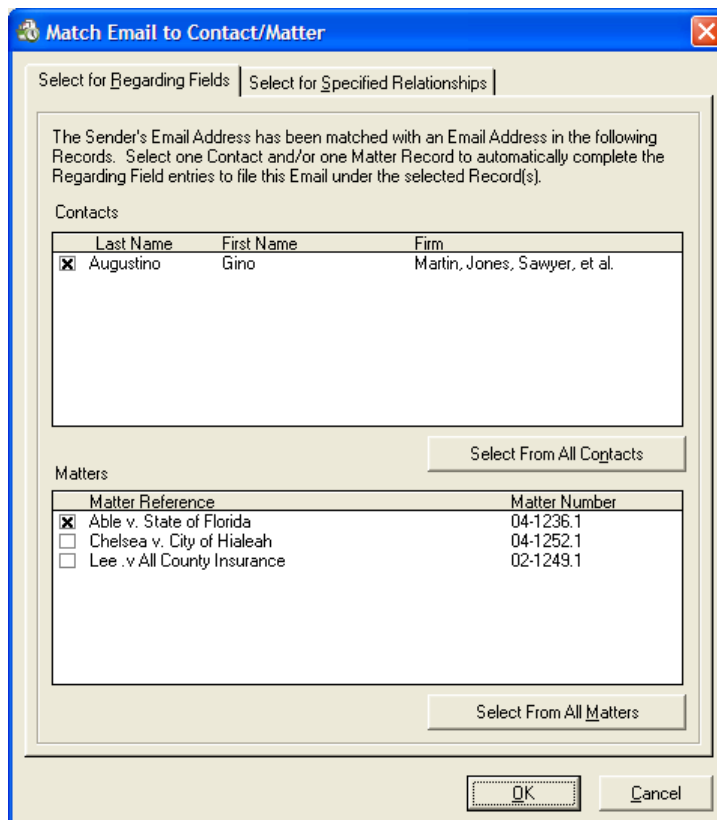 Match Email to Contact/Matter
Select for Regarding Fields Select for Specified Relationships
The Sender's Email Address has been matched with an Email Address in the following
Records. Select one Contact and/or one Matter Record to automatically complete the
Regarding Field entries to file this Email under the selected Record(s).
Contacts
Last Name First Name Firm
Augustino Gino Martin, Jones, Sawyer, et al.
Select From All Contacts
Matters
Matter Reference Matter Number
Able v. State of Florida 04-1236.1
Chelsea v. City of Hialeah 04-1252.1
Lee .v All County Insurance 02-1249.1
Select From All Matters
OK Cancel